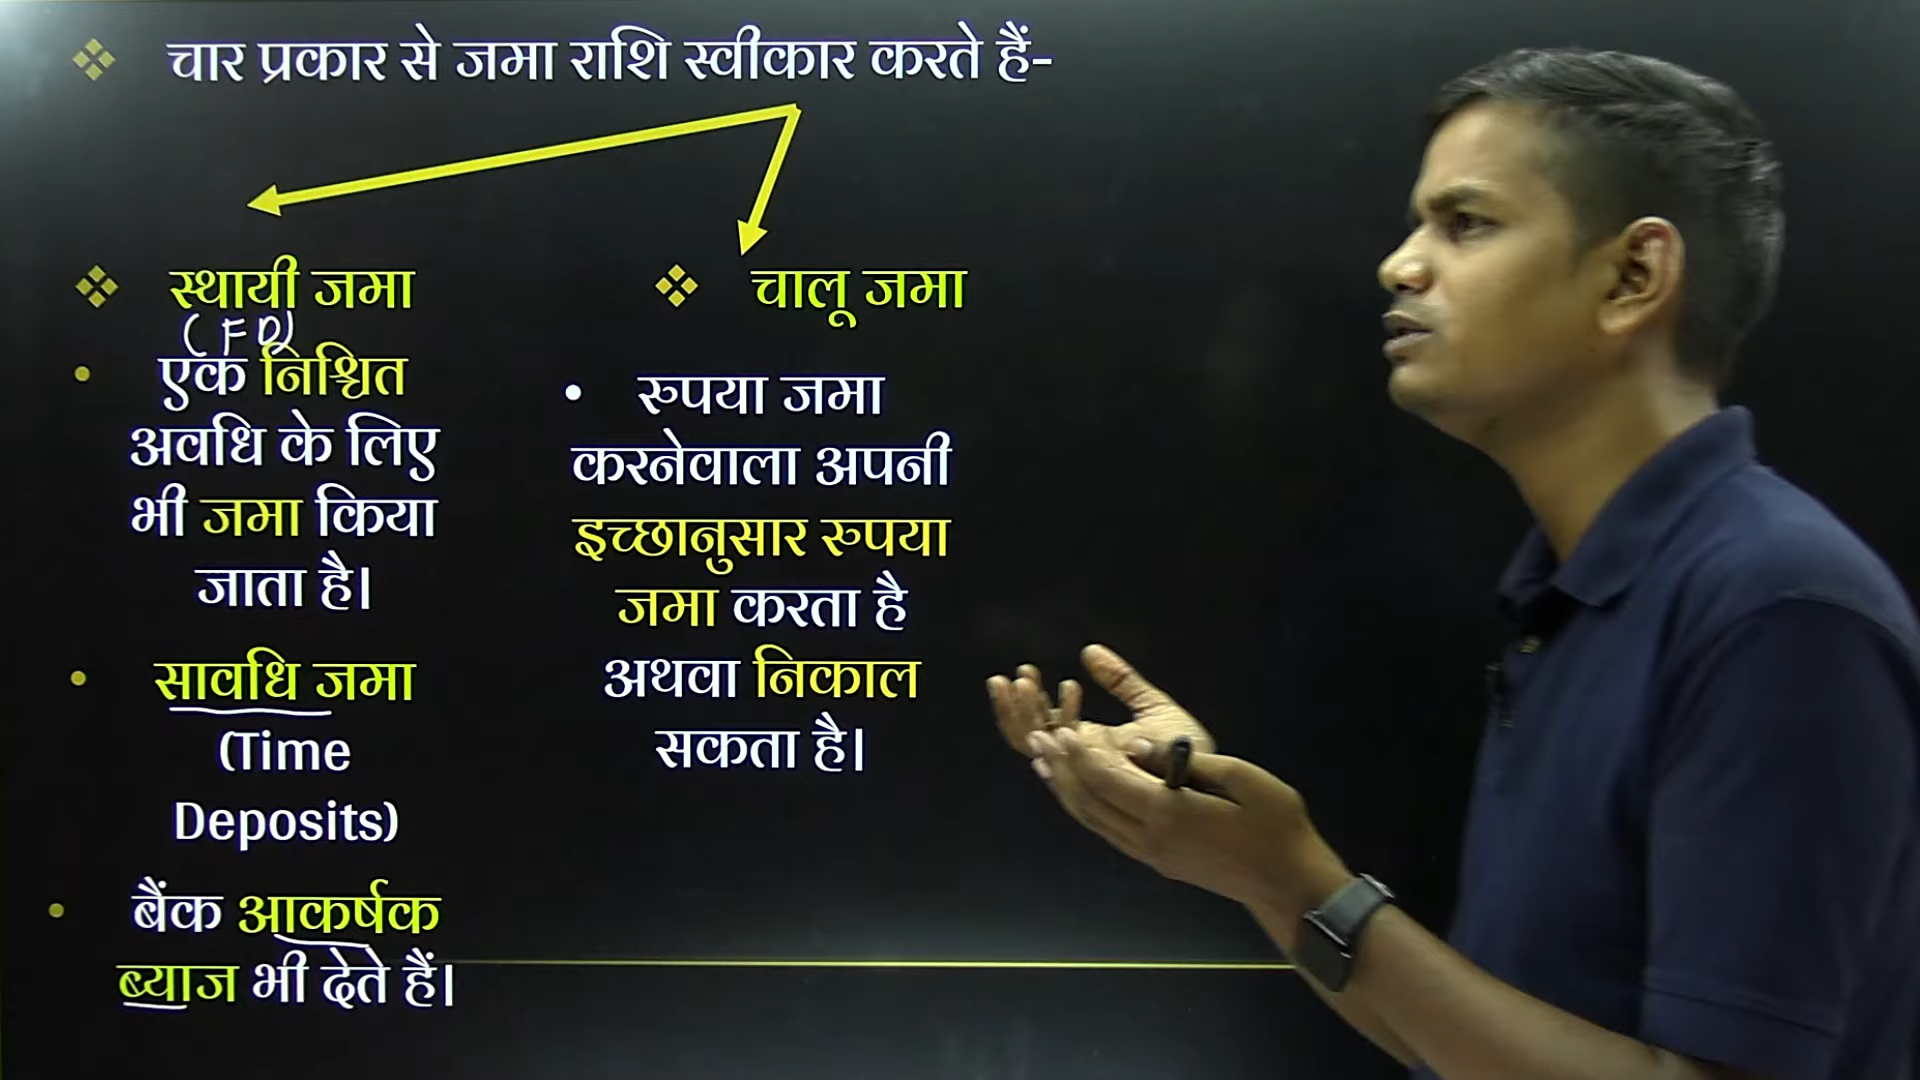 चार प्रकार से जमा राशि स्वीकार करते हैं-
स्थायी जमा
(FD)
एक निश्चित
अवधि के लिए
भी जमा किया
जाता है।
सावधि जमा
(Time
Deposits)
बैंक आकर्षक
ब्याज भी देते हैं।
चालू जमा
रुपया जमा
करनेवाला अपनी
इच्छानुसार रुपया
जमा करता है
अथवा निकाल
सकता है।